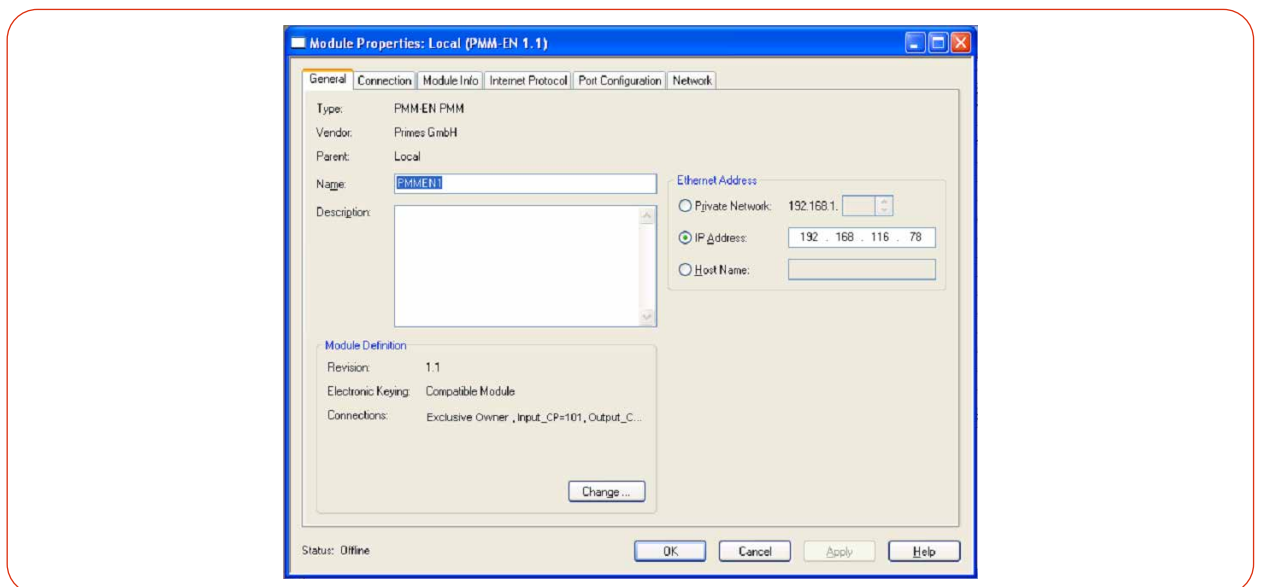 Module Properties: Local (PMM-EN 1.1)
General Connection Module Info Internet Protocol Port Configuration Network
Type: PMM-EN PMM
Vendor: Primes GmbH
Parent: Local
Name: PMMEN1
Description:
Ethernet Address
Private Network: 192.168.1.
IP Address: 192 . 168 . 116 . 78
Host Name:
Module Definition
Revision: 1.1
Electronic Keying: Compatible Module
Connections: Exclusive Owner , Input_CP=101, Output_C...
Change ...
Status: Offline
OK Cancel Apply Help